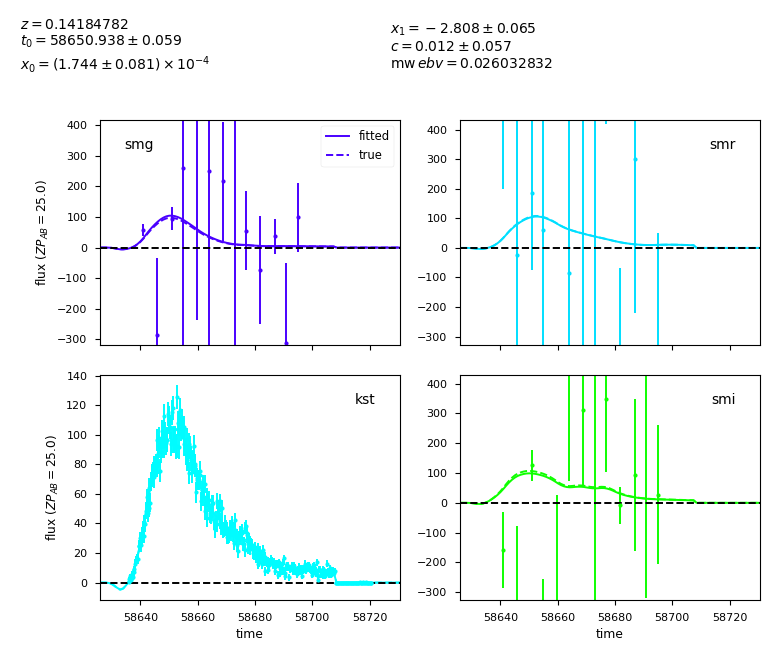 z = 0.14184782
t₀ = 58650.938 ± 0.059
x₀ = (1.744 ± 0.081) × 10⁻⁴
x₁ = −2.808 ± 0.065
c = 0.012 ± 0.057
mw ebv = 0.026032832
smg
fitted
true
400
300
200
100
0
−100
−200
−300
flux (ZP_AB = 25.0)
smr
400
300
200
100
0
−100
−200
−300
kst
140
120
100
80
60
40
20
0
flux (ZP_AB = 25.0)
58640 58660 58680 58700 58720
time
smi
400
300
200
100
0
−100
−200
−300
58640 58660 58680 58700 58720
time